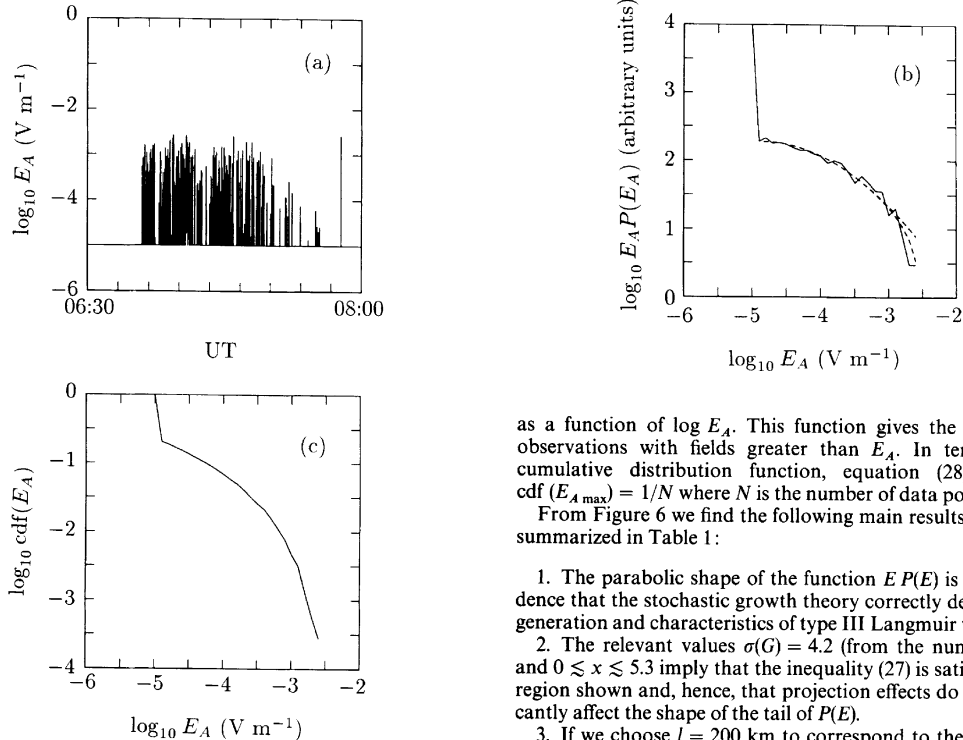 0
−2
−4
−6
log10 EA (V m−1)
(a)
06:30
08:00
UT
4
3
2
1
0
log10 EA P(EA) (arbitrary units)
(b)
−6
−5
−4
−3
−2
log10 EA (V m−1)
0
−1
−2
−3
−4
log10 cdf(EA)
(c)
−6
−5
−4
−3
−2
log10 EA (V m−1)
as a function of log EA. This function gives the
observations with fields greater than EA. In
cumulative distribution function, equation (28
cdf (EA max) = 1/N where N is the number of data
From Figure 6 we find the following main results
summarized in Table 1:
1. The parabolic shape of the function E P(E) is
dence that the stochastic growth theory correctly
generation and characteristics of type III Langmuir
2. The relevant values σ(G) = 4.2 (from the
and 0 ≲ x ≲ 5.3 imply that the inequality (27) is
region shown and, hence, that projection effects do
cantly affect the shape of the tail of P(E).
3. If we choose l = 200 km to correspond to the